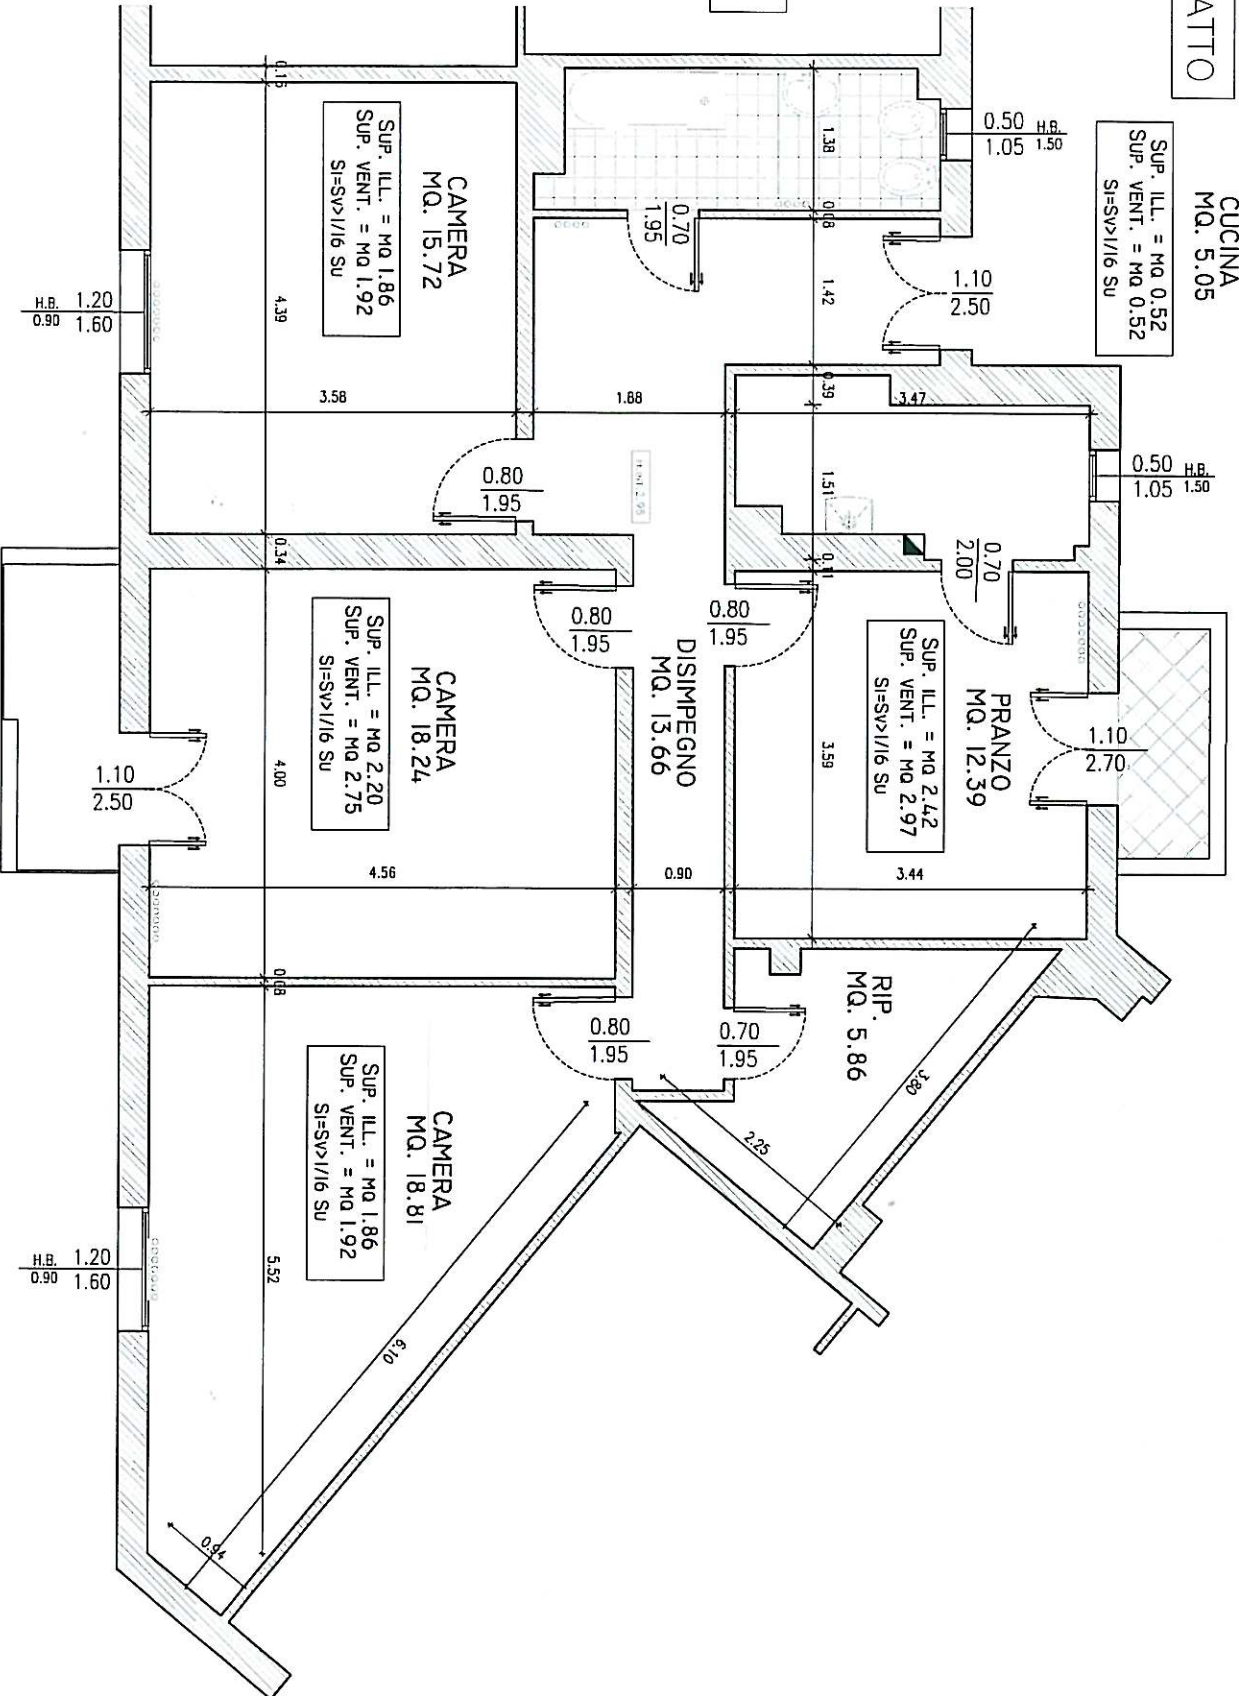 ATTO
CUCINA
MQ. 5.05
SUP. ILL. = MQ 0.52
SUP. VENT. = MQ 0.52
SI=SV>1/16 Su
0.50
1.05
H.B.
1.50
1.10
2.50
0.50
1.05
H.B.
1.50
0.70
1.95
1.38
0.08
1.42
0.39
1.51
0.11
3.59
CAMERA
MQ. 15.72
SUP. ILL. = MQ 1.86
SUP. VENT. = MQ 1.92
SI=SV>1/16 Su
0.15
4.39
0.34
4.00
0.08
5.52
H.B.
0.90
1.20
1.60
3.58
1.88
3.47
0.80
1.95
0.70
2.00
0.80
1.95
0.80
1.95
PRANZO
MQ. 12.39
SUP. ILL. = MQ 2.42
SUP. VENT. = MQ 2.97
SI=SV>1/16 Su
1.10
2.70
DISIMPEGNO
MQ. 13.66
CAMERA
MQ. 18.24
SUP. ILL. = MQ 2.20
SUP. VENT. = MQ 2.75
SI=SV>1/16 Su
1.10
2.50
4.56
0.90
3.44
RIP.
MQ. 5.86
0.80
1.95
0.70
1.95
3.80
2.25
CAMERA
MQ. 18.81
SUP. ILL. = MQ 1.86
SUP. VENT. = MQ 1.92
SI=SV>1/16 Su
H.B.
0.90
1.20
1.60
6.10
0.94